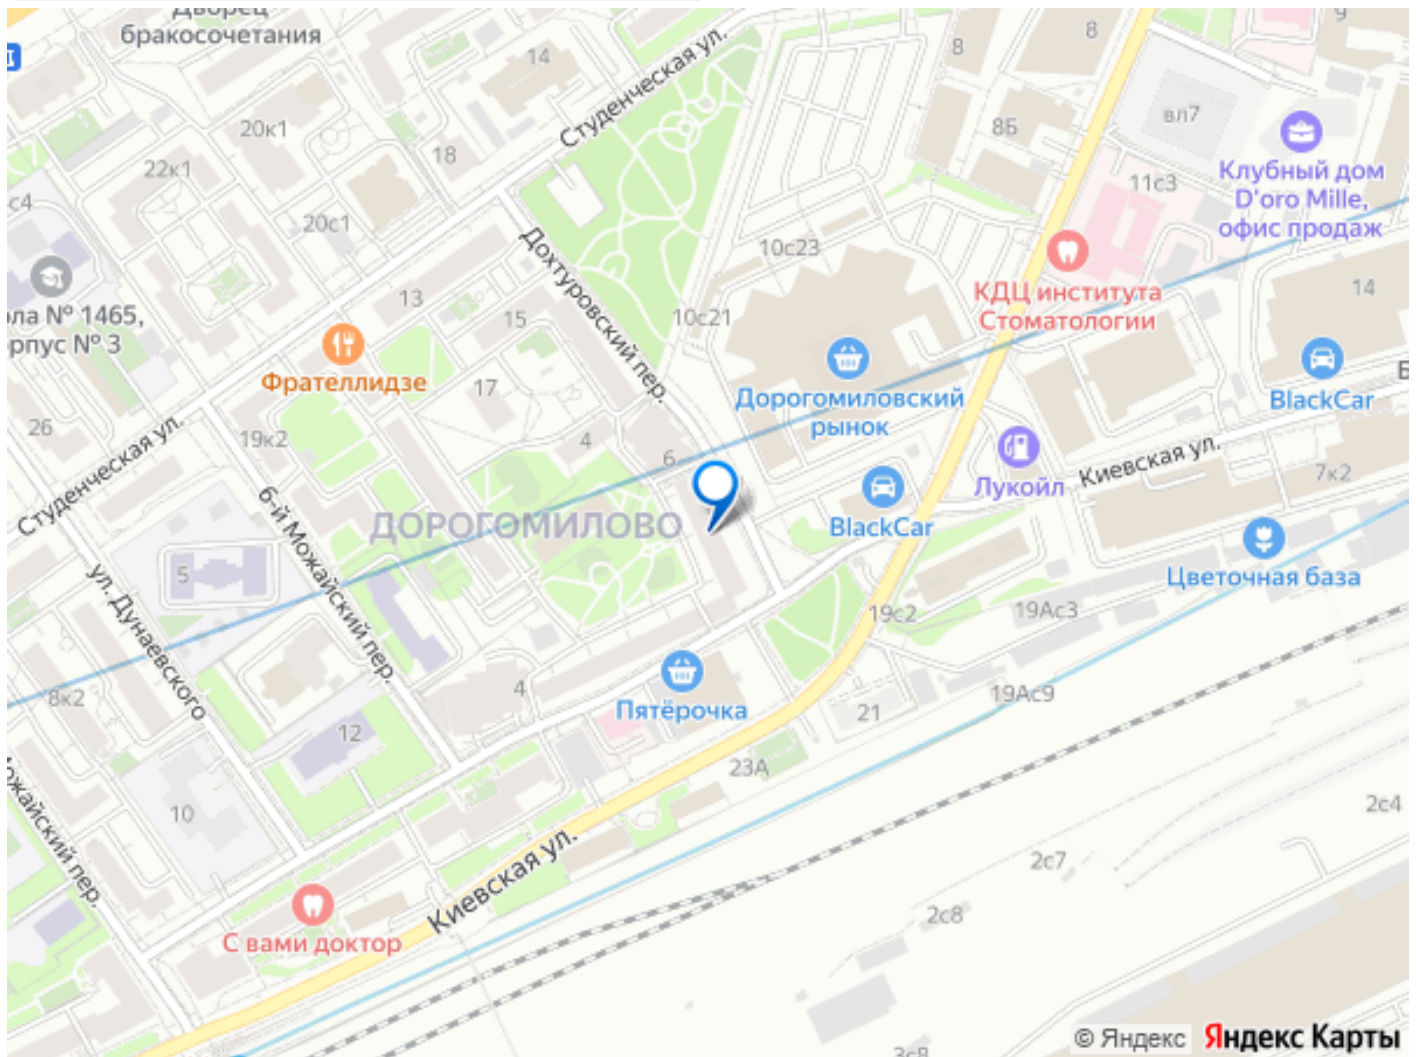 Дворец
бракосочетания
14
Студенческая ул.
8
8
9
20к1
18
8Б
вл7
22к1
11с3
Клубный дом
D'oro Mille,
офис продаж
с4
20с1
Дохтуровский пер.
10с23
КДЦ института
Стоматологии
14
ола № 1465,
рпус № 3
13
15
10с21
Фрателлидзе
17
Дорогомиловский
рынок
BlackCar
26
19к2
4
6
Студенческая ул.
Лукойл
Киевская ул.
7к2
6-й Можайский пер.
ДОРОГОМИЛОВО
BlackCar
5
Цветочная база
ул. Дунаевского
19с2
19Ас3
8к2
4
Пятёрочка
19Ас9
21
12
23А
10
2с4
ожайский пер.
2с7
Киевская ул.
2с8
С вами доктор
© Яндекс
Яндекс Карты